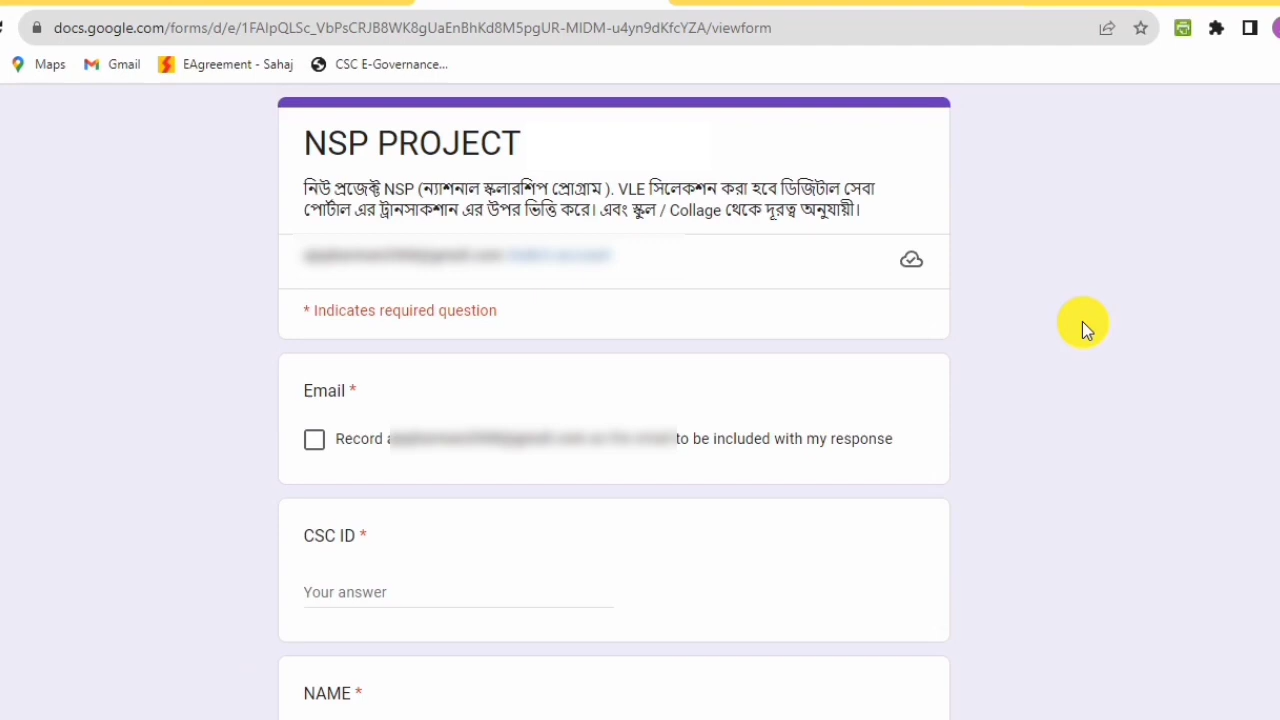 docs.google.com/forms/d/e/1FAIpQLSc_VbPsCRJB8WK8gUaEnBhKd8M5pgUR-MIDM-u4yn9dKfcYZA/viewform
Maps Gmail EAgreement - Sahaj CSC E-Governance...
NSP PROJECT
নিউ প্রজেক্ট NSP (ন্যাশনাল স্কলারশিপ প্রোগ্রাম ). VLE সিলেকশন করা হবে ডিজিটাল সেবা
পোর্টাল এর ট্রানসাকশান এর উপর ভিত্তি করে। এবং স্কুল / Collage থেকে দূরত্ব অনুযায়ী।
* Indicates required question
Email *
Record to be included with my response
CSC ID *
Your answer
NAME *